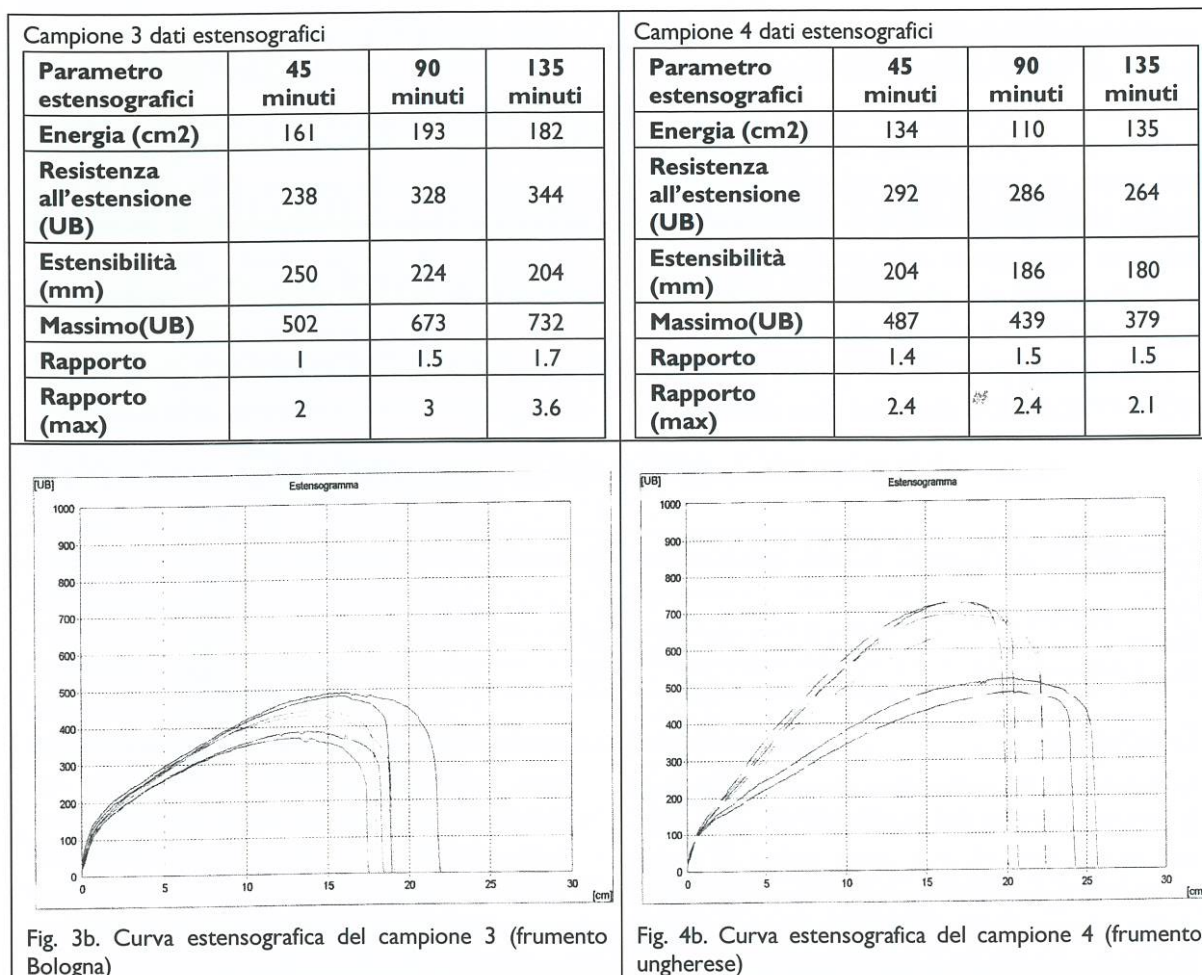 Campione 3 dati estensografici
Parametro estensografici 45 minuti 90 minuti 135 minuti
Energia (cm2) 161 193 182
Resistenza all'estensione (UB) 238 328 344
Estensibilità (mm) 250 224 204
Massimo(UB) 502 673 732
Rapporto 1 1.5 1.7
Rapporto (max) 2 3 3.6
Campione 4 dati estensografici
Parametro estensografici 45 minuti 90 minuti 135 minuti
Energia (cm2) 134 110 135
Resistenza all'estensione (UB) 292 286 264
Estensibilità (mm) 204 186 180
Massimo(UB) 487 439 379
Rapporto 1.4 1.5 1.5
Rapporto (max) 2.4 2.4 2.1
[UB] Estensogramma
1000
900
800
700
600
500
400
300
200
100
0
0 5 10 15 20 25 30
[cm]
Fig. 3b. Curva estensografica del campione 3 (frumento
Bologna)
[UB] Estensogramma
1000
900
800
700
600
500
400
300
200
100
0
0 5 10 15 20 25 30
[cm
Fig. 4b. Curva estensografica del campione 4 (frumento
ungherese)